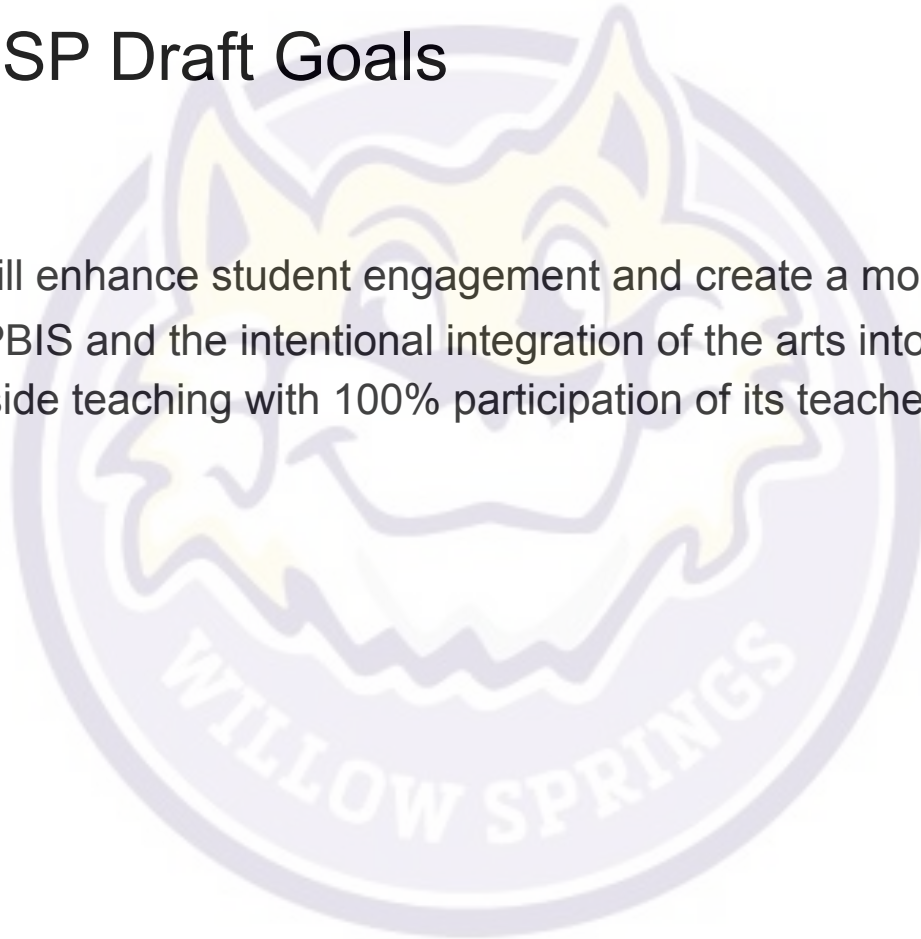 SP Draft Goals
ill enhance student engagement and create a mo
PBIS and the intentional integration of the arts into
side teaching with 100% participation of its teache
WILLOW SPRINGS